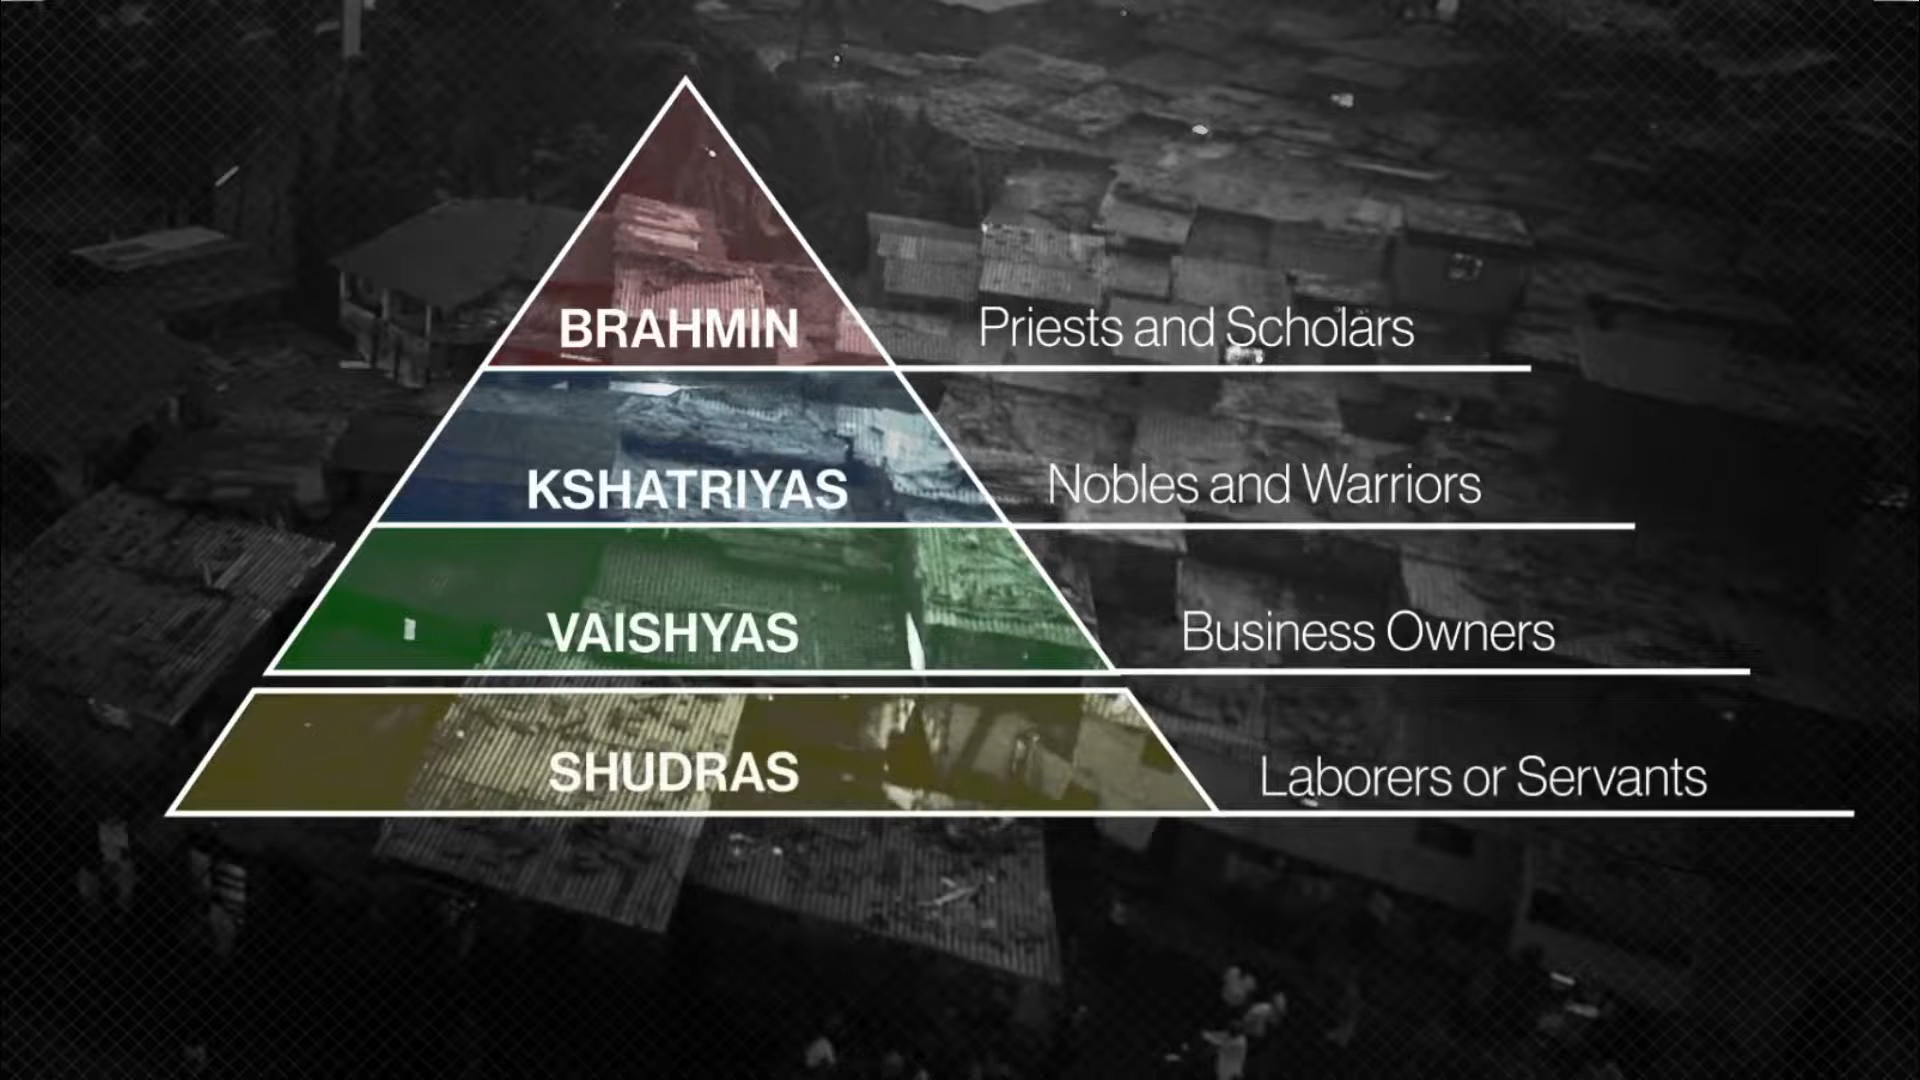 BRAHMIN
Priests and Scholars
KSHATRIYAS
Nobles and Warriors
VAISHYAS
Business Owners
SHUDRAS
Laborers or Servants